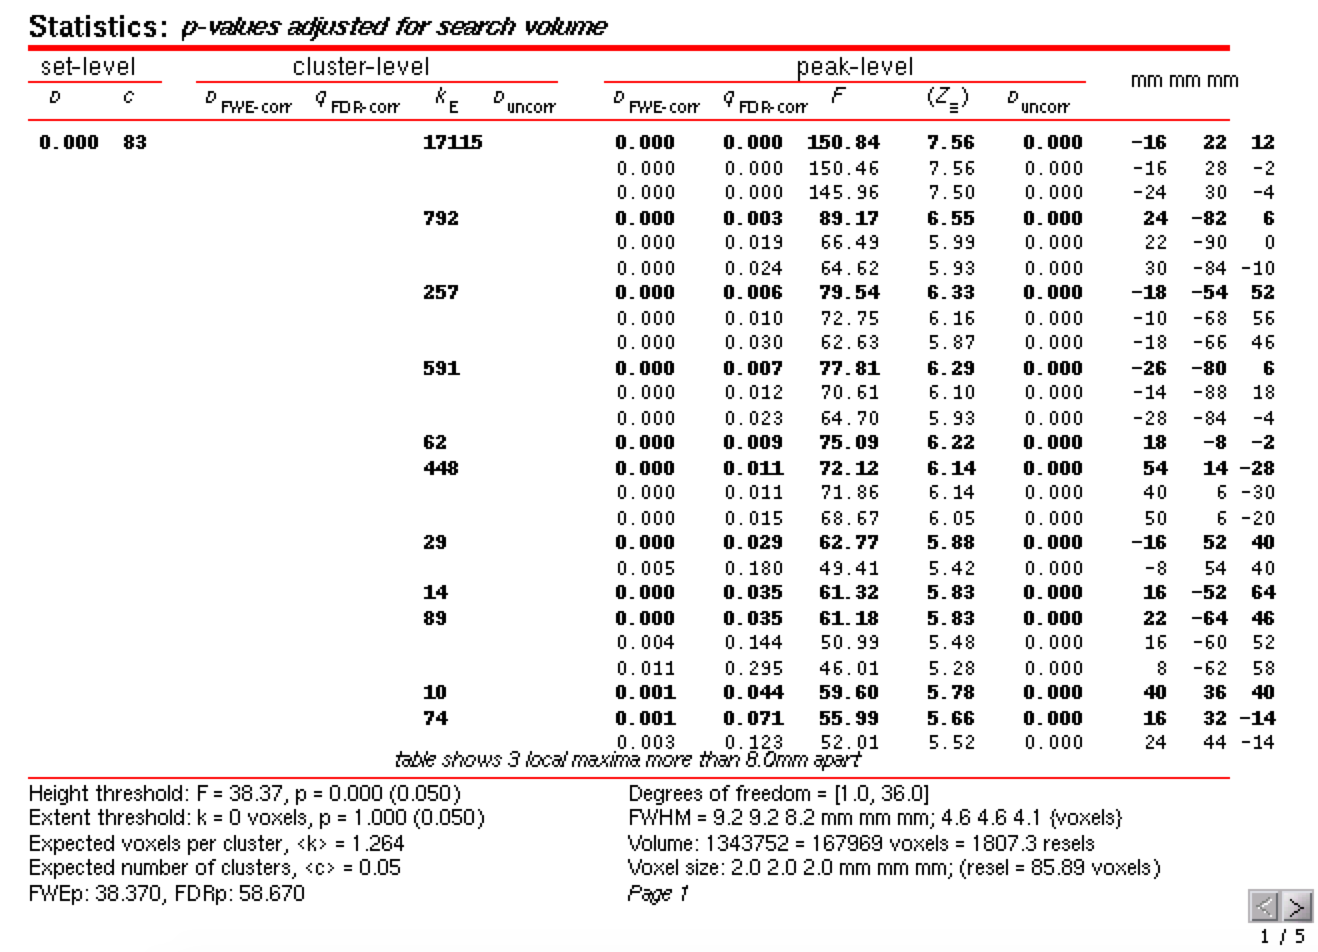 Statistics: p-values adjusted for search volume
set-level cluster-level peak-level mm mm mm
p c p FWE-corr q FDR-corr k E p uncorr p FWE-corr q FDR-corr F (Z≡) p uncorr
0.000 83 17115 0.000 0.000 150.84 7.56 0.000 -16 22 12
0.000 0.000 150.46 7.56 0.000 -16 28 -2
0.000 0.000 145.96 7.50 0.000 -24 30 -4
792 0.000 0.003 89.17 6.55 0.000 24 -82 6
0.000 0.019 66.49 5.99 0.000 22 -90 0
0.000 0.024 64.62 5.93 0.000 30 -84 -10
257 0.000 0.006 79.54 6.33 0.000 -18 -54 52
0.000 0.010 72.75 6.16 0.000 -10 -68 56
0.000 0.030 62.63 5.87 0.000 -18 -66 46
591 0.000 0.007 77.81 6.29 0.000 -26 -80 6
0.000 0.012 70.61 6.10 0.000 -14 -88 18
0.000 0.023 64.70 5.93 0.000 -28 -84 -4
62 0.000 0.009 75.09 6.22 0.000 18 -8 -2
448 0.000 0.011 72.12 6.14 0.000 54 14 -28
0.000 0.011 71.86 6.14 0.000 40 6 -30
0.000 0.015 68.67 6.05 0.000 50 6 -20
29 0.000 0.029 62.77 5.88 0.000 -16 52 40
0.005 0.180 49.41 5.42 0.000 -8 54 40
14 0.000 0.035 61.32 5.83 0.000 16 -52 64
89 0.000 0.035 61.18 5.83 0.000 22 -64 46
0.004 0.144 50.99 5.48 0.000 16 -60 52
0.011 0.295 46.01 5.28 0.000 8 -62 58
10 0.001 0.044 59.60 5.78 0.000 40 36 40
74 0.001 0.071 55.99 5.66 0.000 16 32 -14
0.003 0.123 52.01 5.52 0.000 24 44 -14
table shows 3 local maxima more than 8.0mm apart
Height threshold: F = 38.37, p = 0.000 (0.050)
Extent threshold: k = 0 voxels, p = 1.000 (0.050)
Expected voxels per cluster, <k> = 1.264
Expected number of clusters, <c> = 0.05
FWEp: 38.370, FDRp: 58.670
Degrees of freedom = [1.0, 36.0]
FWHM = 9.2 9.2 8.2 mm mm mm; 4.6 4.6 4.1 {voxels}
Volume: 1343752 = 167969 voxels = 1807.3 resels
Voxel size: 2.0 2.0 2.0 mm mm mm; (resel = 85.89 voxels)
Page 1
< >
1 / 5